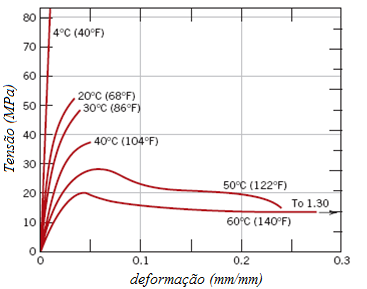 Tensão (MPa)
80
70
60
50
40
30
20
10
0
4°C (40°F)
20°C (68°F)
30°C (86°F)
40°C (104°F)
50°C (122°F)
To 1.30
60°C (140°F)
0
0.1
0.2
0.3
deformação (mm/mm)